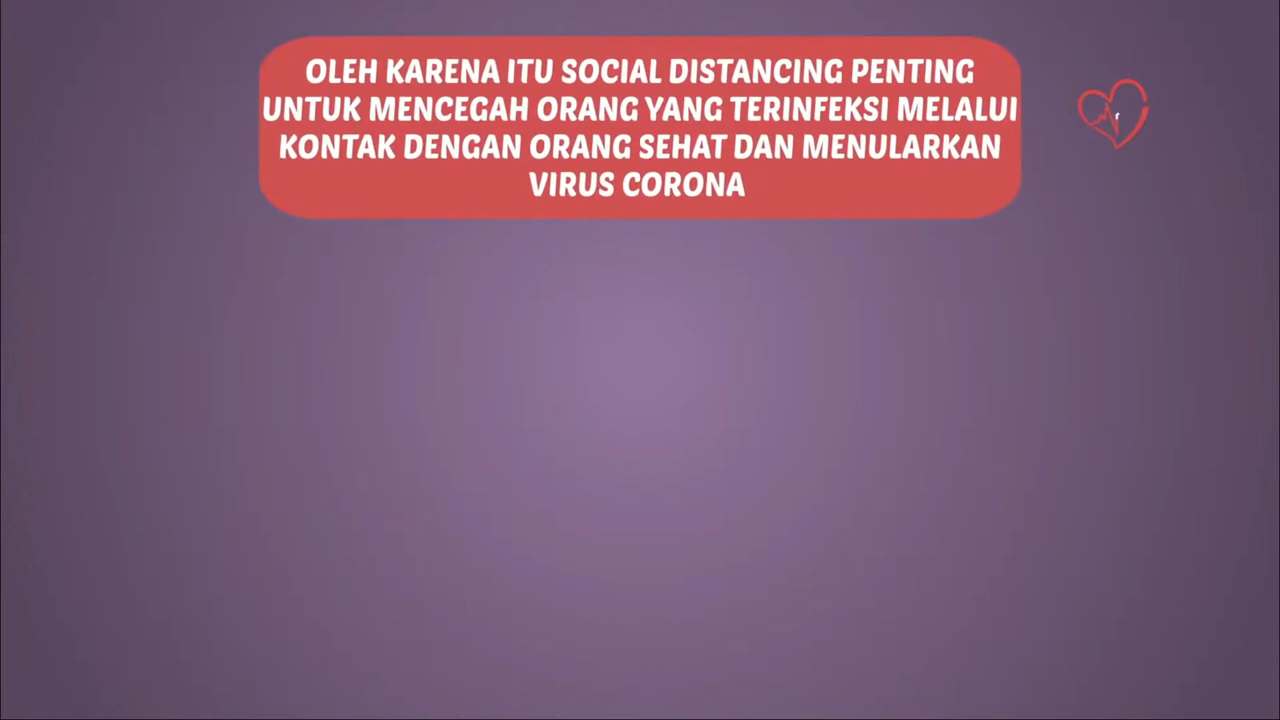 OLEH KARENA ITU SOCIAL DISTANCING PENTING
UNTUK MENCEGAH ORANG YANG TERINFEKSI MELALUI
KONTAK DENGAN ORANG SEHAT DAN MENULARKAN
VIRUS CORONA